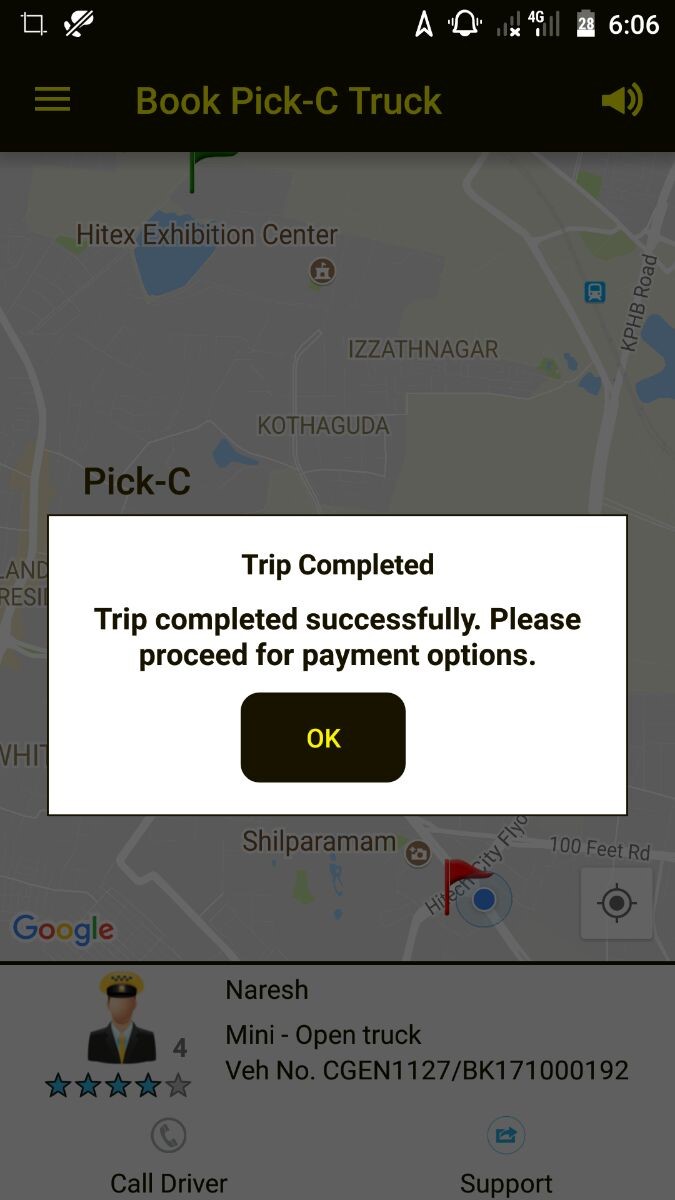 4G
28
6:06
Book Pick-C Truck
Hitex Exhibition Center
KPHB Road
IZZATHNAGAR
KOTHAGUDA
Pick-C
LAND
RESI
Trip Completed
Trip completed successfully. Please
proceed for payment options.
OK
WHIT
Shilparamam
100 Feet Rd
Hitech City Flyo
Google
Naresh
4
Mini - Open truck
Veh No. CGEN1127/BK171000192
Call Driver
Support